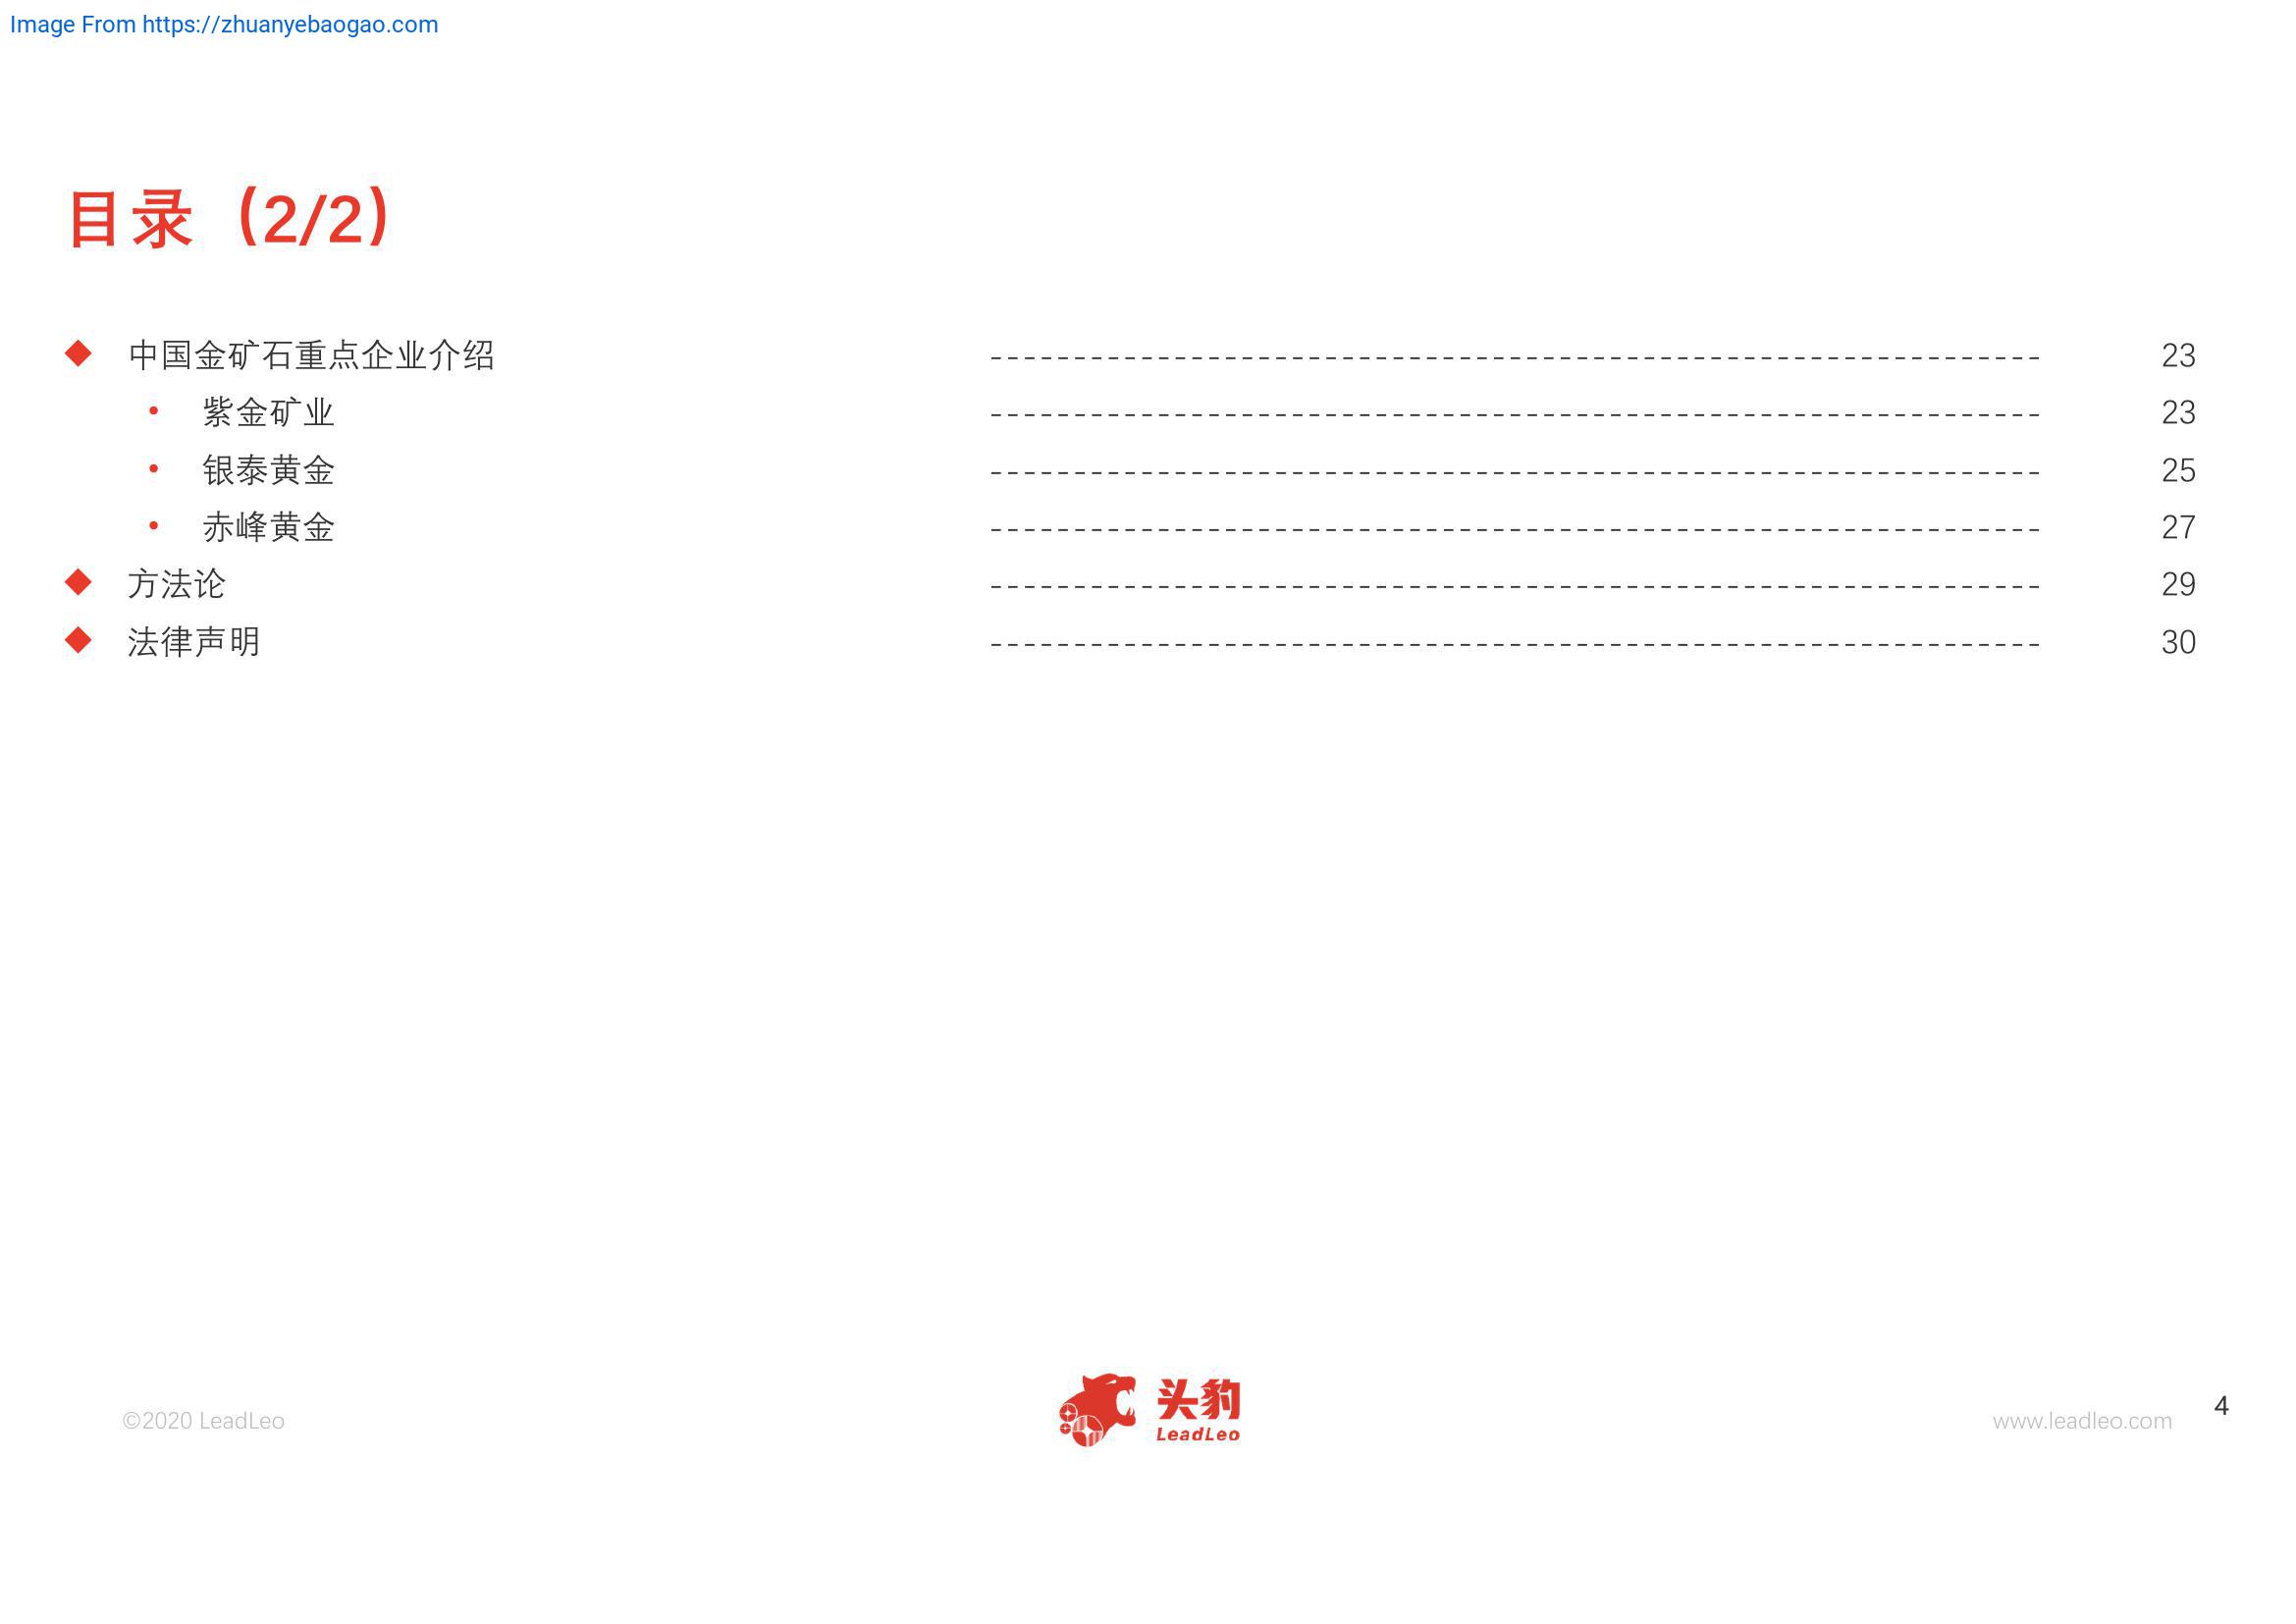 Image From https://zhuanyebaogao.com
目录（2/2）
◆ 中国金矿石重点企业介绍 ------------------------------------------------------------ 23
• 紫金矿业 ------------------------------------------------------------ 23
• 银泰黄金 ------------------------------------------------------------ 25
• 赤峰黄金 ------------------------------------------------------------ 27
◆ 方法论 ------------------------------------------------------------ 29
◆ 法律声明 ------------------------------------------------------------ 30
©2020 LeadLeo
头豹
LeadLeo
www.leadleo.com
4